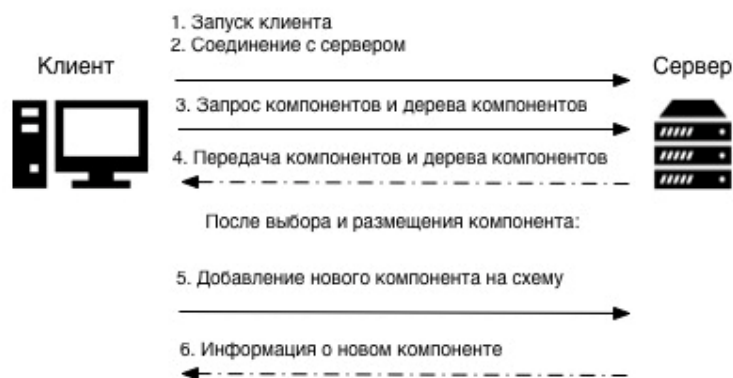 1. Запуск клиента
2. Соединение с сервером
Клиент
Сервер
3. Запрос компонентов и дерева компонентов
4. Передача компонентов и дерева компонентов
После выбора и размещения компонента:
5. Добавление нового компонента на схему
6. Информация о новом компоненте